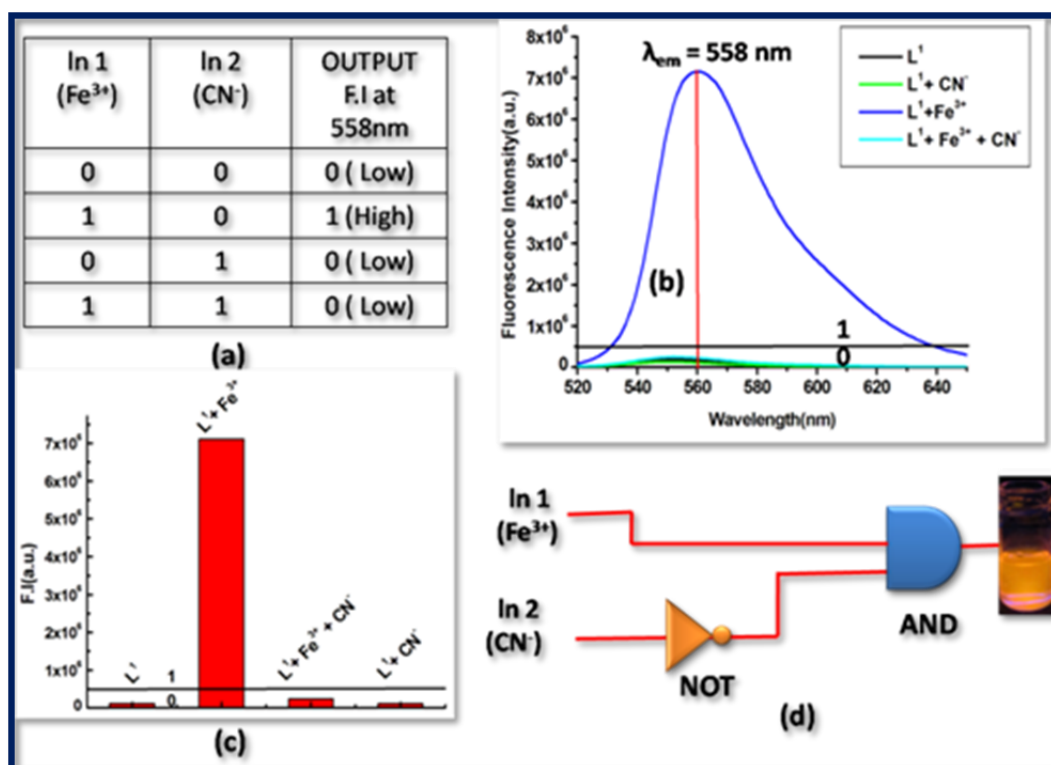 In 1 (Fe³⁺) In 2 (CN⁻) OUTPUT F.I at 558nm
0 0 0 ( Low)
1 0 1 (High)
0 1 0 ( Low)
1 1 0 ( Low)
(a)
8x10⁶
7x10⁶
6x10⁶
5x10⁶
4x10⁶
3x10⁶
2x10⁶
1x10⁶
0
Fluorescence Intensity(a.u.)
λem = 558 nm
L¹
L¹+ CN⁻
L¹+Fe³⁺
L¹+ Fe³⁺ + CN⁻
(b)
1
0
520 540 560 580 600 620 640
Wavelength(nm)
7x10⁶
6x10⁶
5x10⁶
4x10⁶
3x10⁶
2x10⁶
1x10⁶
0
F.I(a.u.)
L¹
L¹+ Fe³⁺
L¹+ Fe³⁺ + CN⁻
L¹+ CN⁻
1
0
(c)
In 1
(Fe³⁺)
In 2
(CN⁻)
NOT
AND
(d)